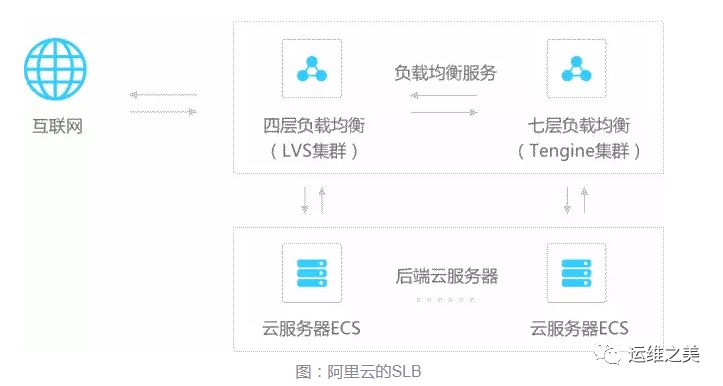 互联网
负载均衡服务
四层负载均衡
（LVS集群）
七层负载均衡
（Tengine集群）
后端云服务器
云服务器ECS
云服务器ECS
运维之美
图：阿里云的SLB